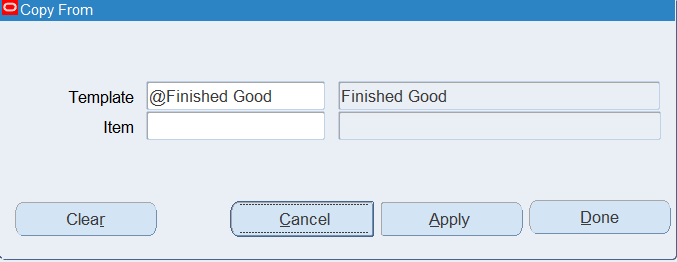 Copy From
Template @Finished Good Finished Good
Item
Clear Cancel Apply Done